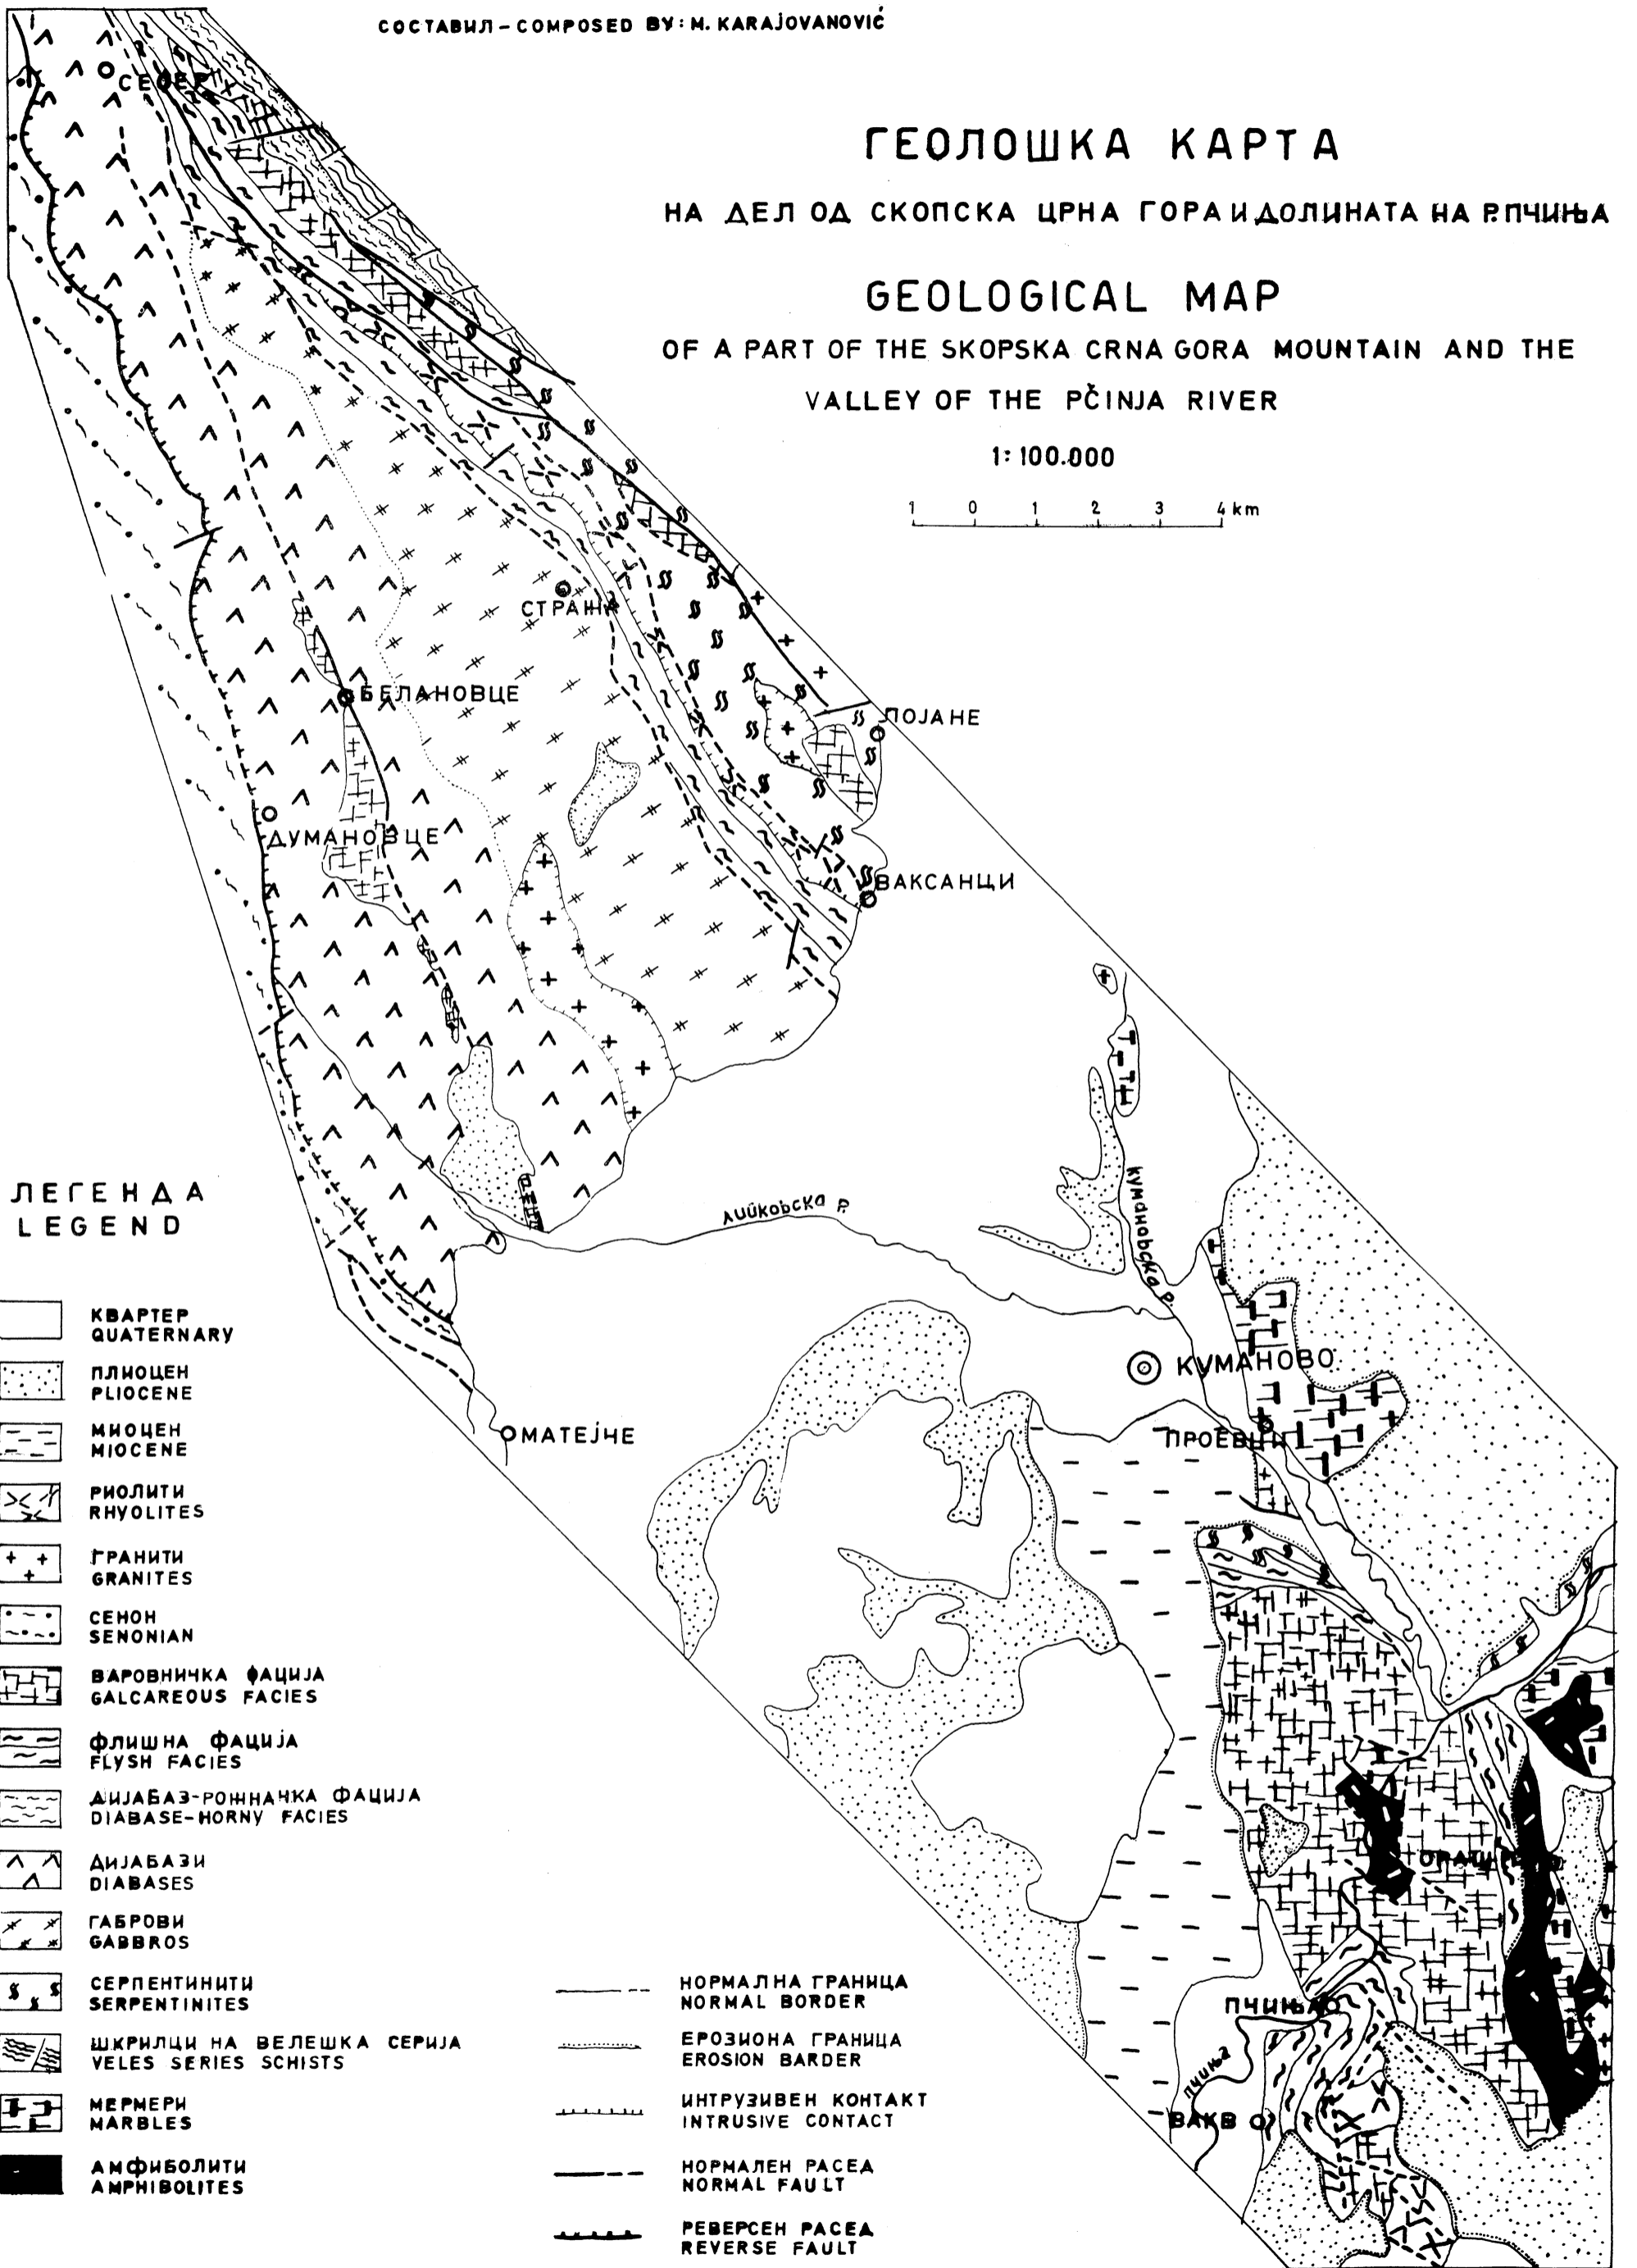 СОСТАВИЛ – COMPOSED BY: M. KARAJOVANOVIĆ
ГЕОЛОШКА КАРТА
НА ДЕЛ ОД СКОПСКА ЦРНА ГОРА И ДОЛИНАТА НА Р. ПЧИЊА
GEOLOGICAL MAP
OF A PART OF THE SKOPSKA CRNA GORA MOUNTAIN AND THE
VALLEY OF THE PČINJA RIVER
1:100.000
1 0 1 2 3 4 km
СТРАЖА
БЕЛАНОВЦЕ
ЛОЈАНЕ
ДУМАНОВЦЕ
ВАКСАНЦИ
Кумановска Р.
КУМАНОВО
МАТЕЈЧЕ
ПЧИЊА
пчиња
ВАКВ
ЛЕГЕНДА
LEGEND
КВАРТЕР
QUATERNARY
ПЛИОЦЕН
PLIOCENE
МИОЦЕН
MIOCENE
РИОЛИТИ
RHYOLITES
ГРАНИТИ
GRANITES
СЕНОН
SENONIAN
ВАРОВНИЧКА ФАЦИЈА
GALCAREOUS FACIES
ФЛИШНА ФАЦИЈА
FLYSH FACIES
ДИЈАБАЗ-РОЖНАЧКА ФАЦИЈА
DIABASE-HORNY FACIES
ДИЈАБАЗИ
DIABASES
ГАБРОВИ
GABBROS
СЕРПЕНТИНИТИ
SERPENTINITES
ШКРИЛЦИ НА ВЕЛЕШКА СЕРИЈА
VELES SERIES SCHISTS
МЕРМЕРИ
MARBLES
АМФИБОЛИТИ
AMPHIBOLITES
НОРМАЛНА ГРАНИЦА
NORMAL BORDER
ЕРОЗИОНА ГРАНИЦА
EROSION BARDER
ИНТРУЗИВЕН КОНТАКТ
INTRUSIVE CONTACT
НОРМАЛЕН РАСЕД
NORMAL FAULT
РЕВЕРСЕН РАСЕД
REVERSE FAULT